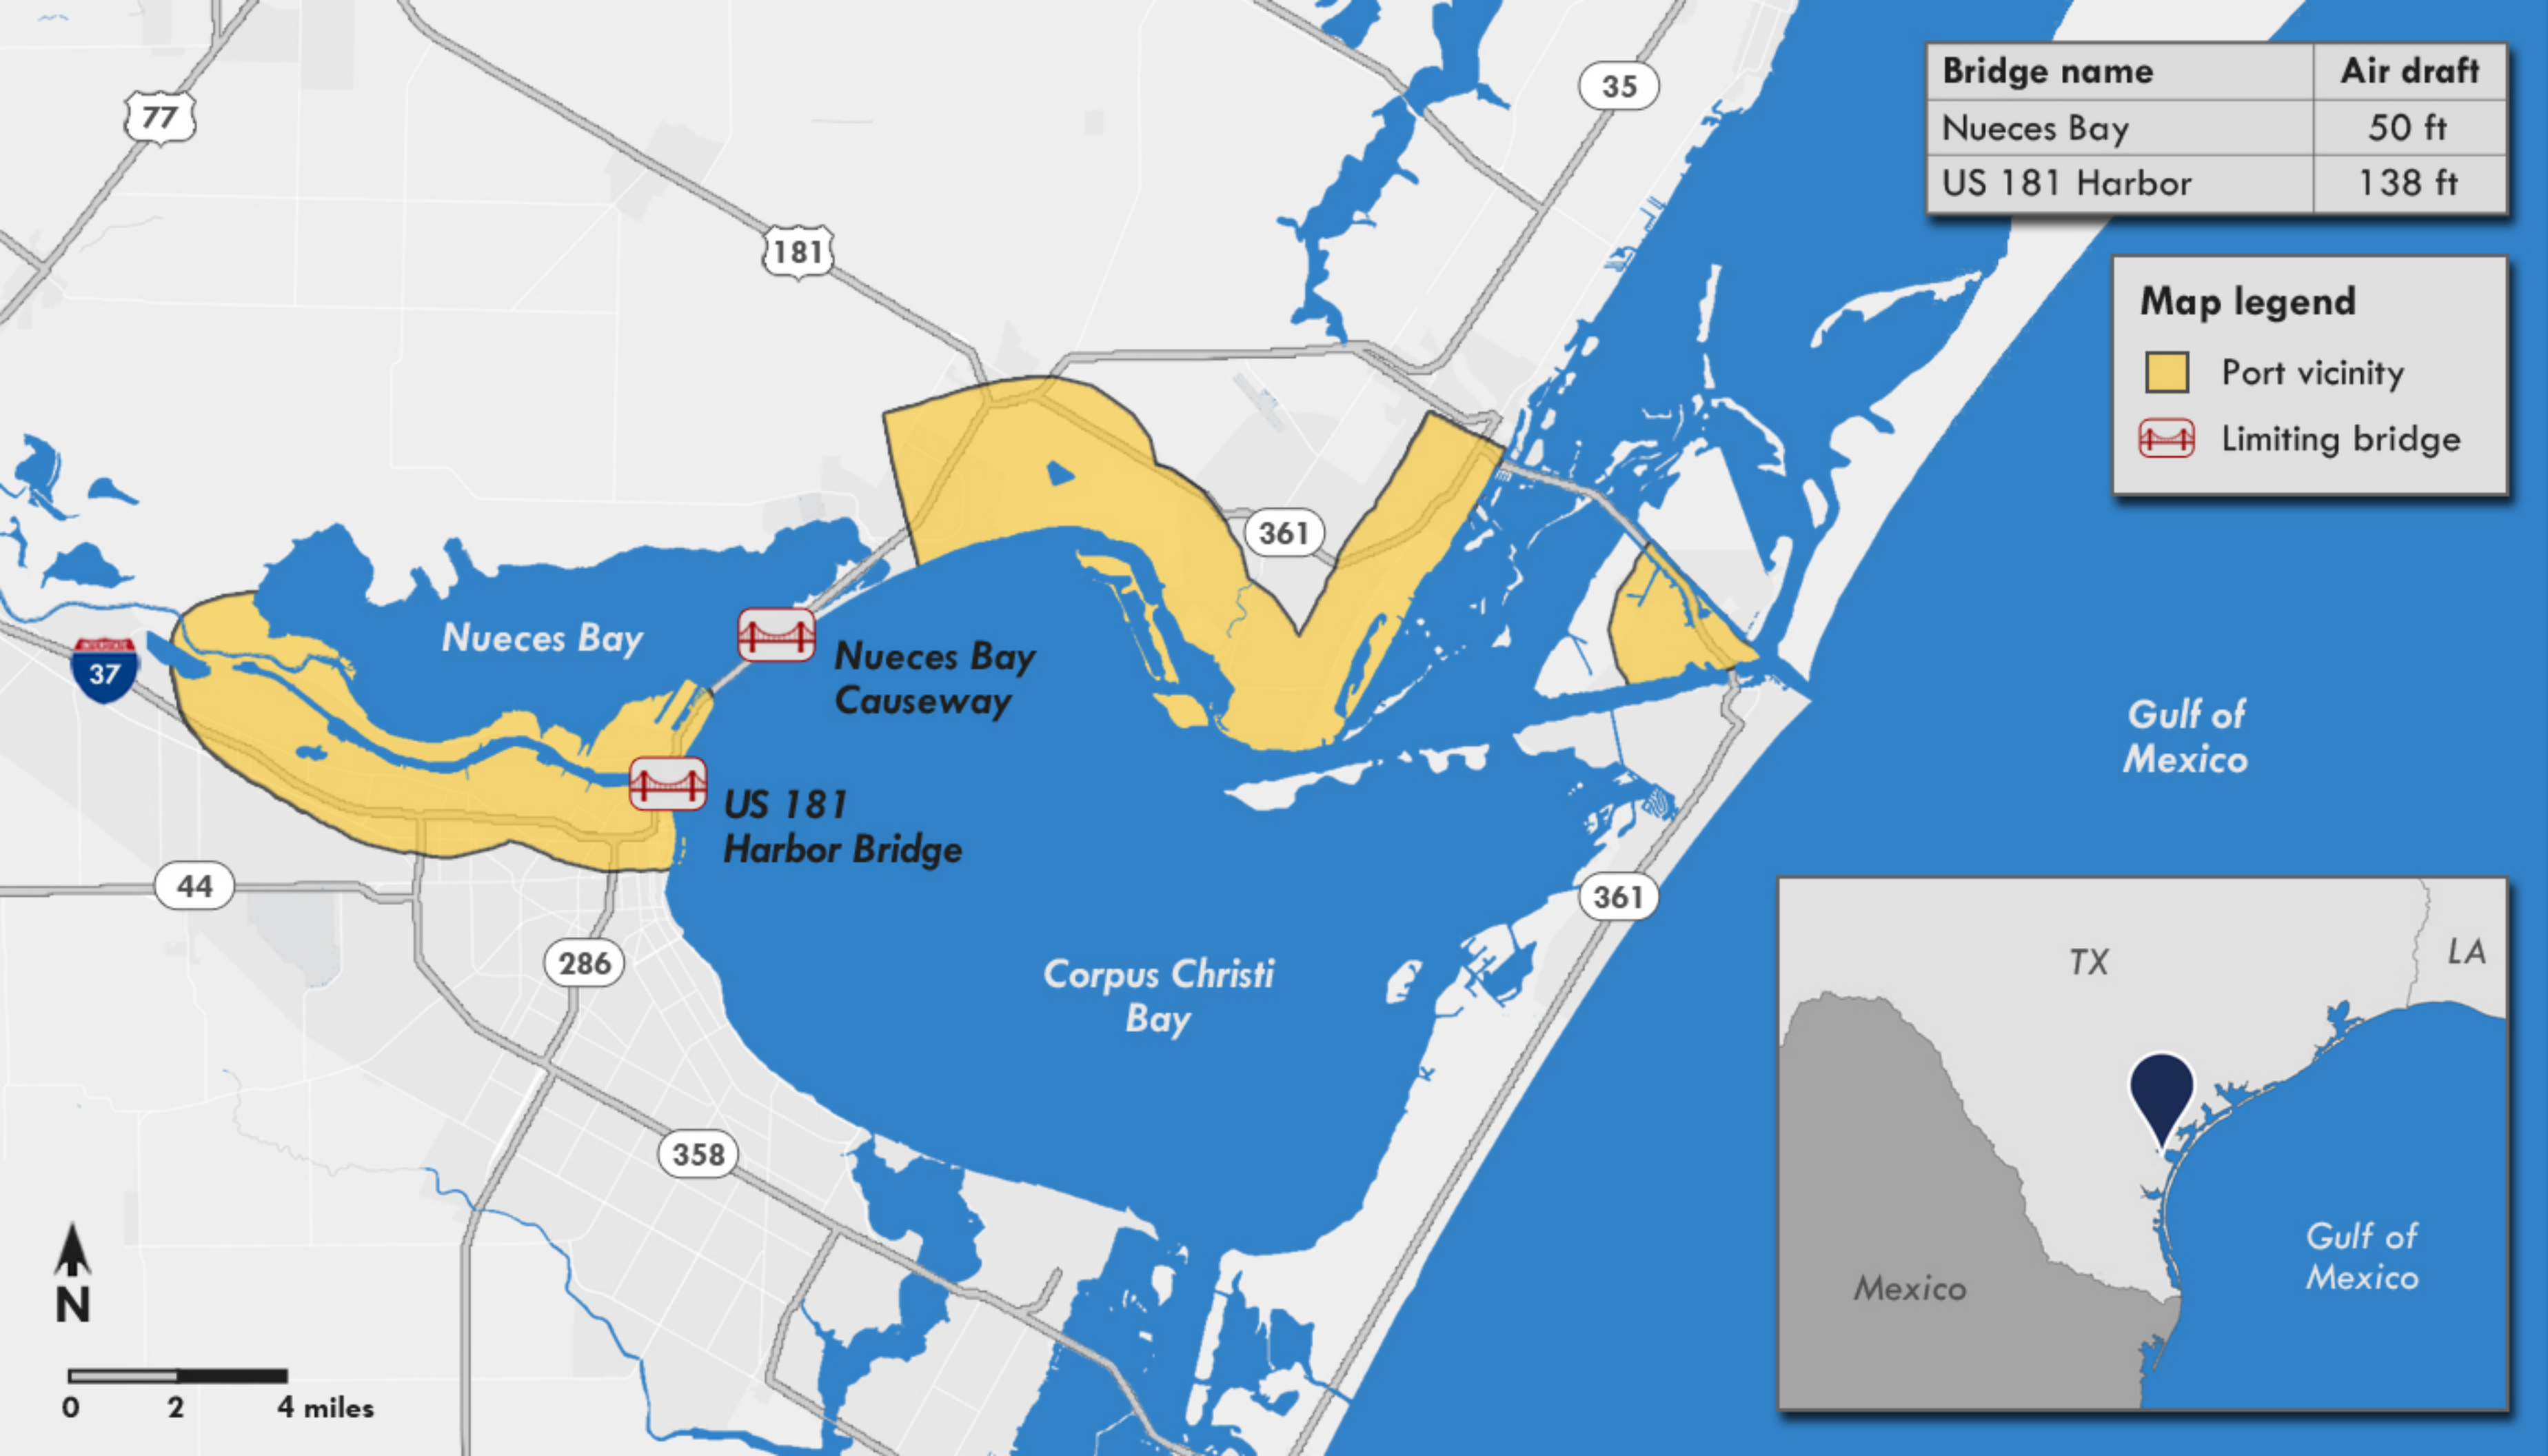 Bridge name Air draft
Nueces Bay 50 ft
US 181 Harbor 138 ft
Map legend
Port vicinity
Limiting bridge
77
35
181
361
Nueces Bay
37
Nueces Bay
Causeway
US 181
Harbor Bridge
Gulf of
Mexico
44
361
286
Corpus Christi
Bay
358
TX
LA
Mexico
Gulf of
Mexico
N
0 2 4 miles